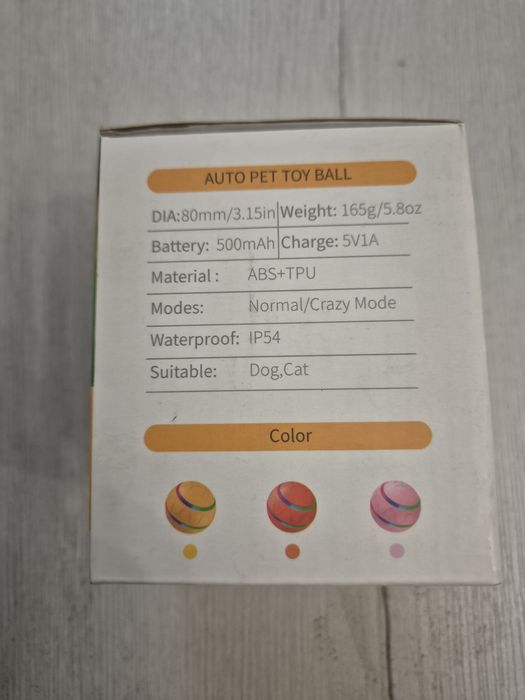 AUTO PET TOY BALL
DIA:80mm/3.15in Weight: 165g/5.8oz
Battery: 500mAh Charge: 5V1A
Material : ABS+TPU
Modes: Normal/Crazy Mode
Waterproof: IP54
Suitable: Dog,Cat
Color